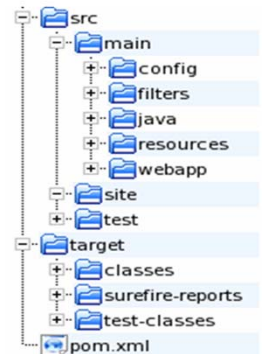 src
main
config
filters
java
resources
webapp
site
test
target
classes
surefire-reports
test-classes
pom.xml